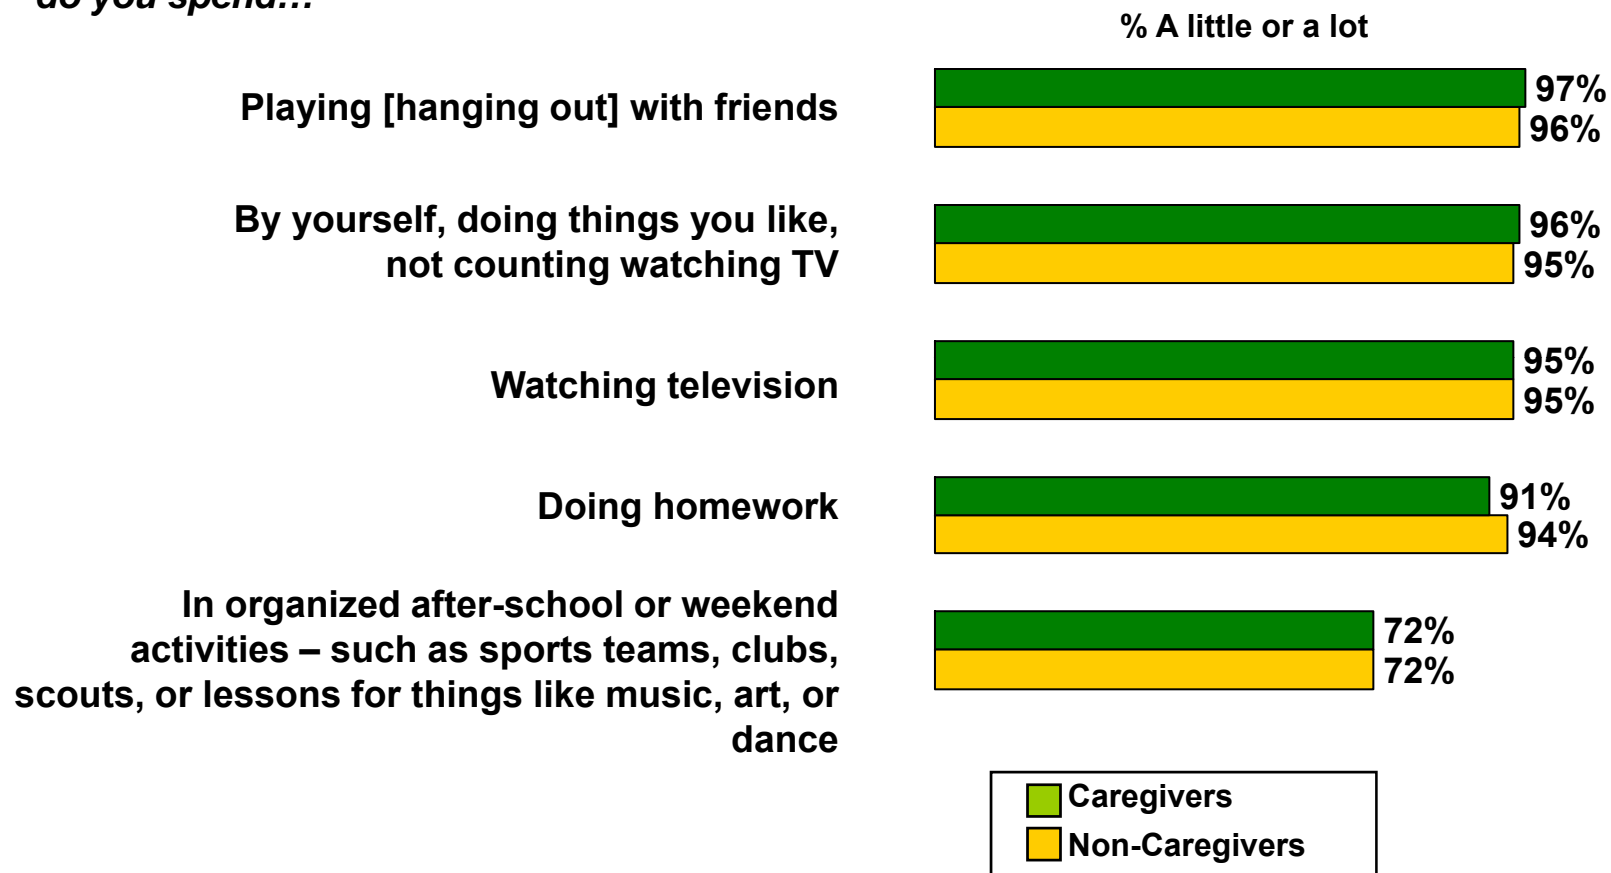 do you spend…
% A little or a lot
Playing [hanging out] with friends
97%
96%
By yourself, doing things you like,
not counting watching TV
96%
95%
Watching television
95%
95%
Doing homework
91%
94%
In organized after-school or weekend
activities – such as sports teams, clubs,
scouts, or lessons for things like music, art, or
dance
72%
72%
Caregivers
Non-Caregivers